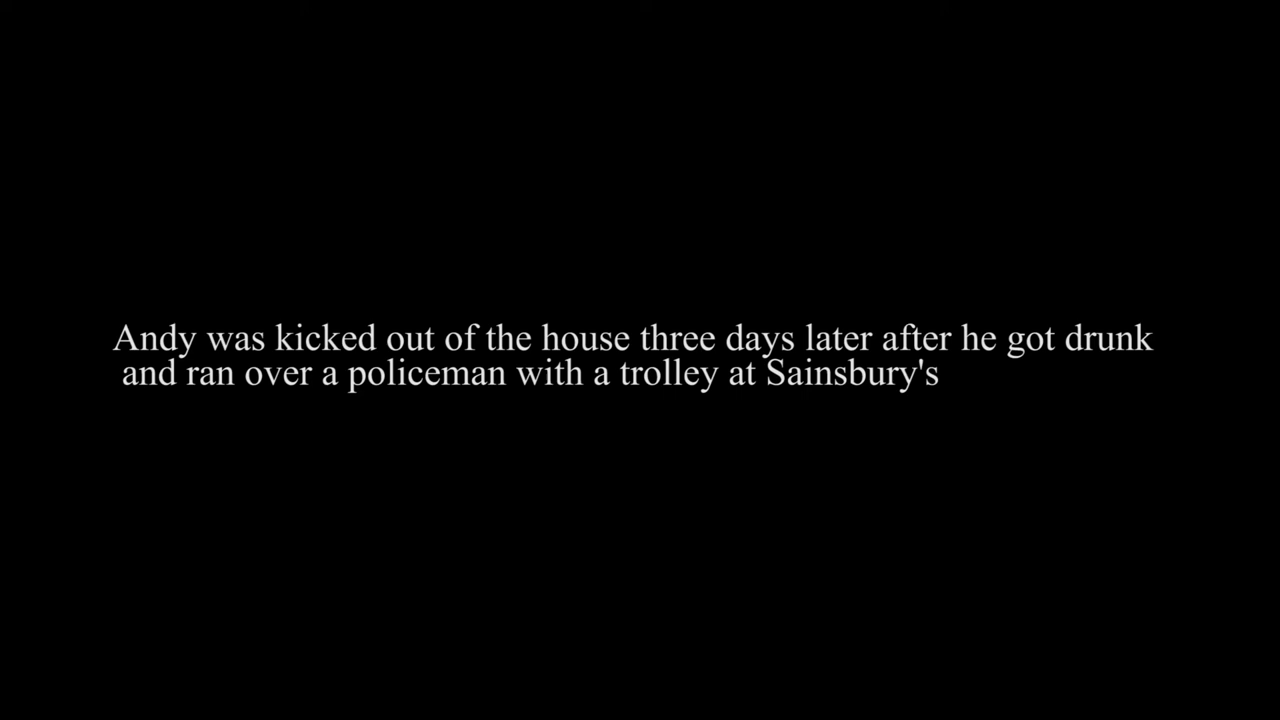 Andy was kicked out of the house three days later after he got drunk
and ran over a policeman with a trolley at Sainsbury's